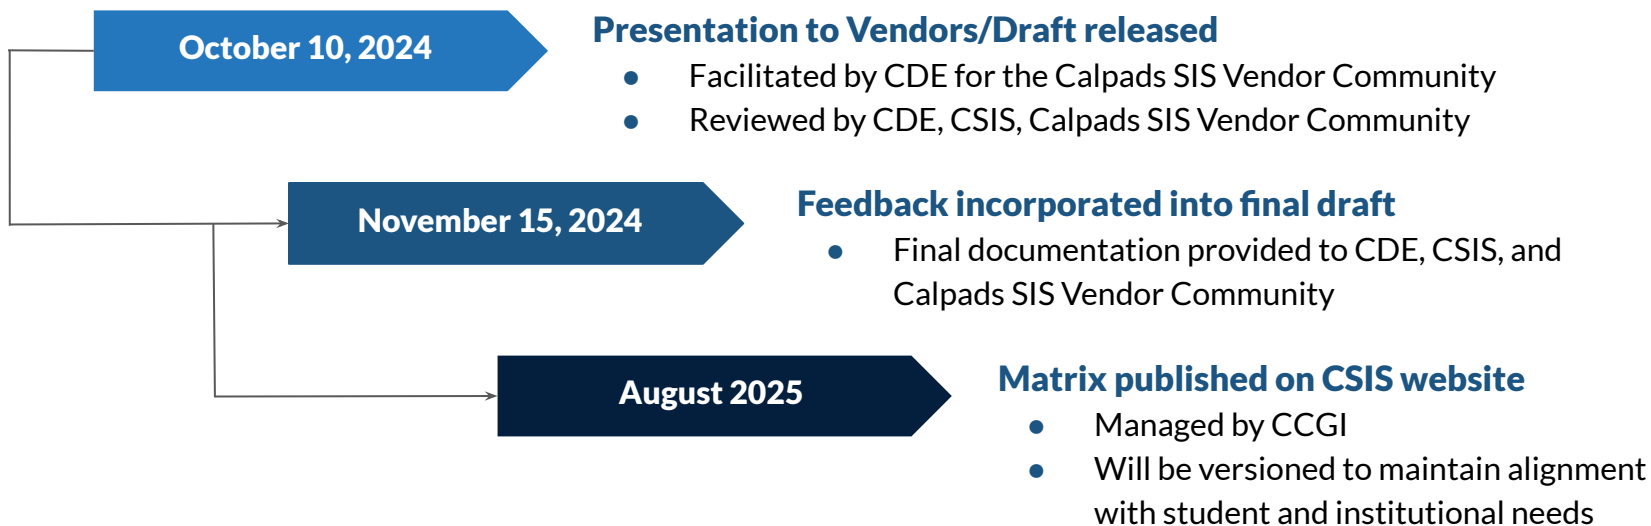 October 10, 2024
Presentation to Vendors/Draft released
● Facilitated by CDE for the Calpads SIS Vendor Community
● Reviewed by CDE, CSIS, Calpads SIS Vendor Community
November 15, 2024
Feedback incorporated into final draft
● Final documentation provided to CDE, CSIS, and
Calpads SIS Vendor Community
August 2025
Matrix published on CSIS website
● Managed by CCGI
● Will be versioned to maintain alignment
with student and institutional needs